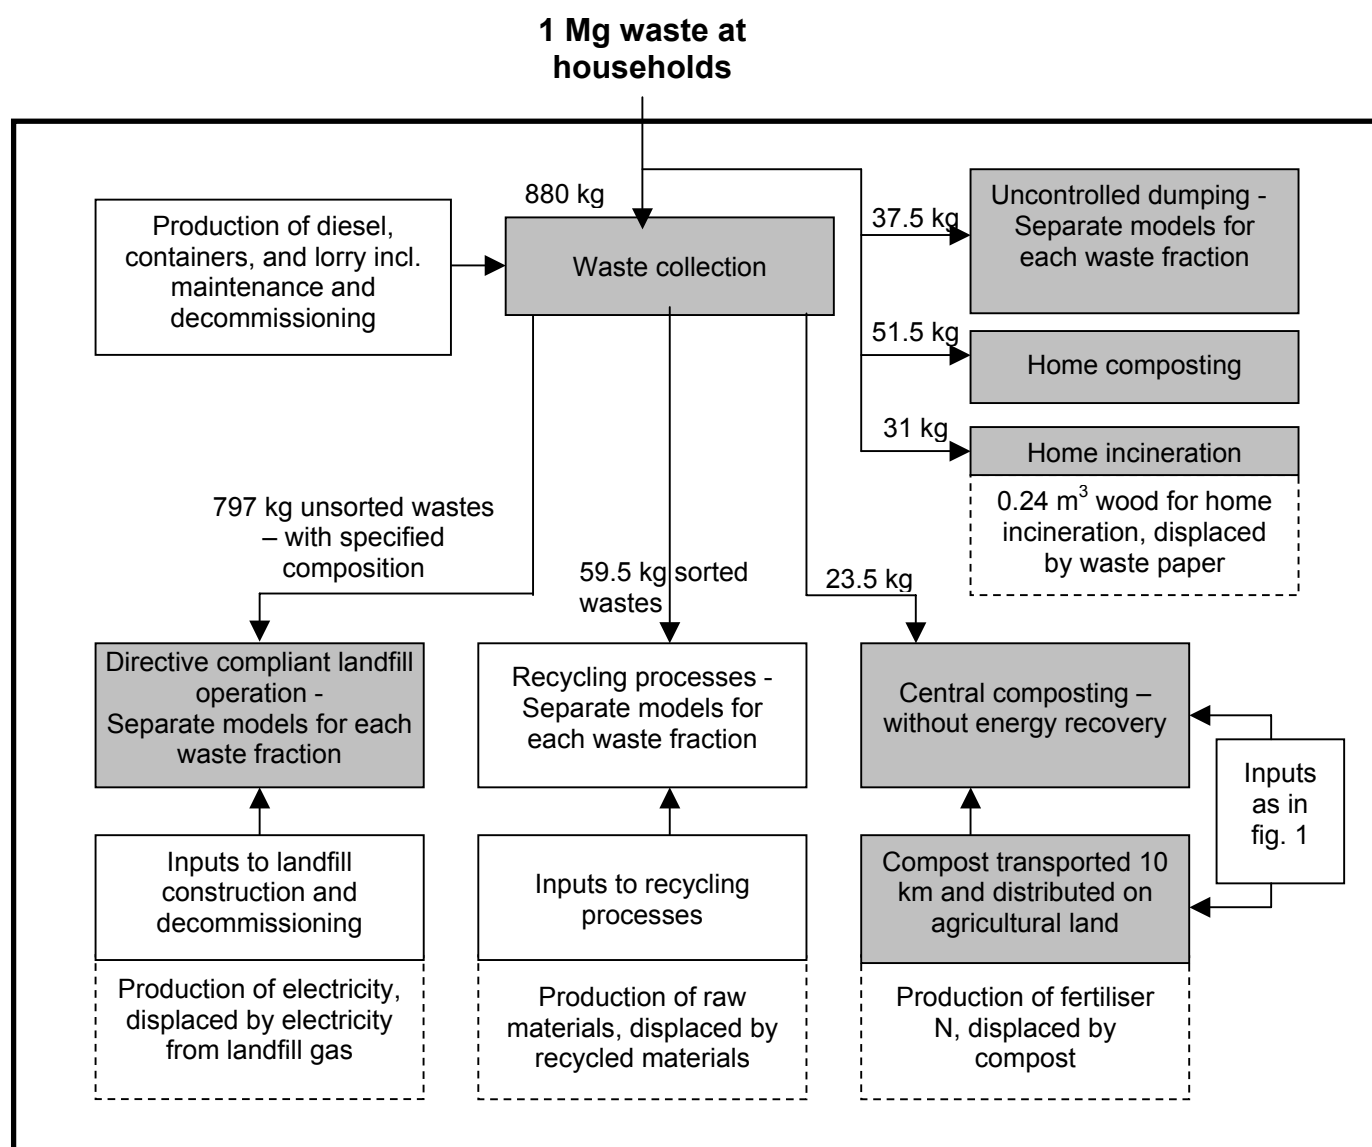 1 Mg waste at
households
880 kg
Production of diesel,
containers, and lorry incl.
maintenance and
decommissioning
Waste collection
37.5 kg
Uncontrolled dumping -
Separate models for
each waste fraction
51.5 kg
Home composting
31 kg
Home incineration
0.24 m³ wood for home
incineration, displaced
by waste paper
797 kg unsorted wastes
– with specified
composition
59.5 kg sorted
wastes
23.5 kg
Directive compliant landfill
operation -
Separate models for each
waste fraction
Recycling processes -
Separate models for
each waste fraction
Central composting –
without energy recovery
Inputs
as in
fig. 1
Inputs to landfill
construction and
decommissioning
Inputs to recycling
processes
Compost transported 10
km and distributed on
agricultural land
Production of electricity,
displaced by electricity
from landfill gas
Production of raw
materials, displaced by
recycled materials
Production of fertiliser
N, displaced by
compost